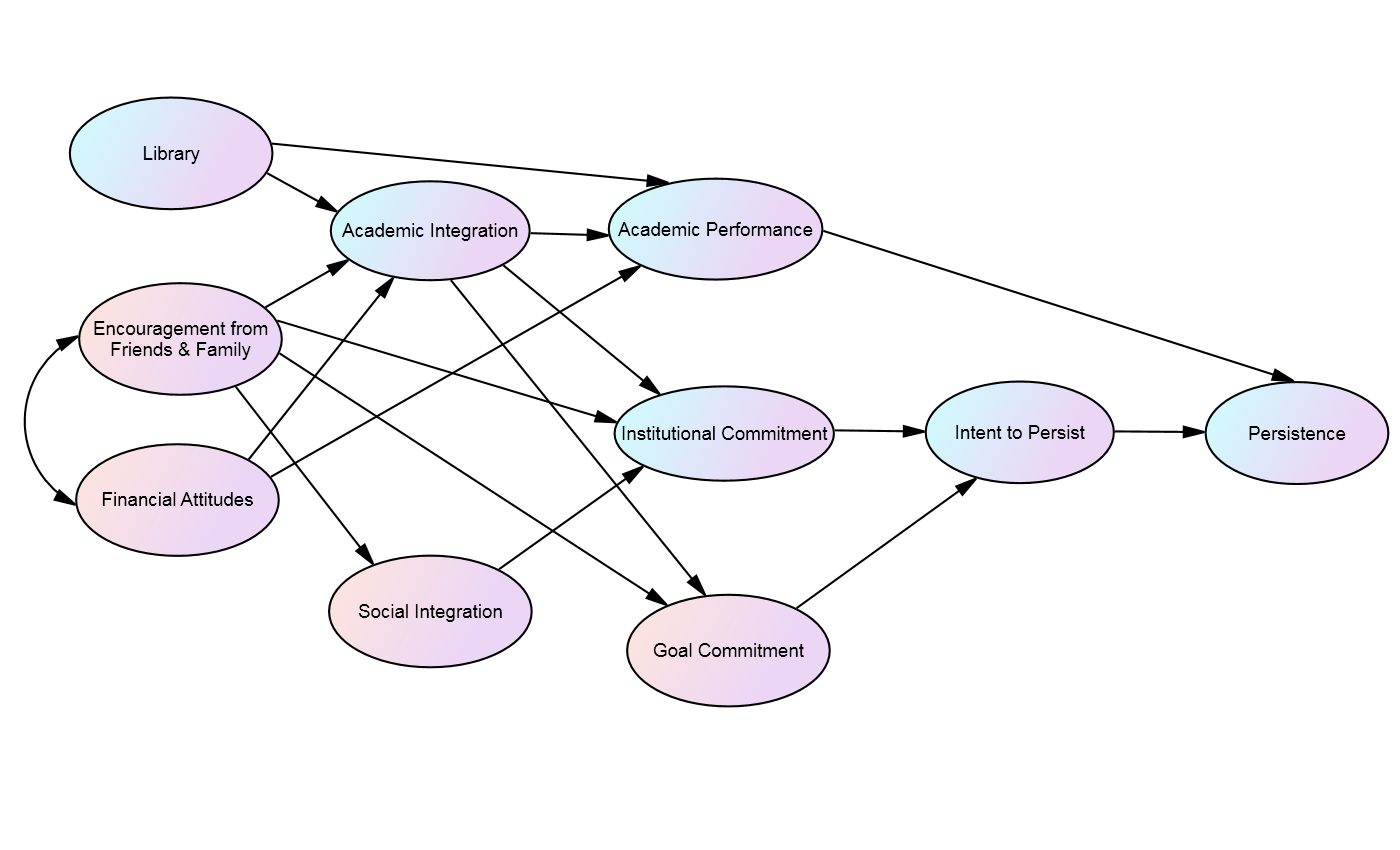 Library
Academic Integration
Academic Performance
Encouragement from
Friends & Family
Institutional Commitment
Intent to Persist
Persistence
Financial Attitudes
Social Integration
Goal Commitment